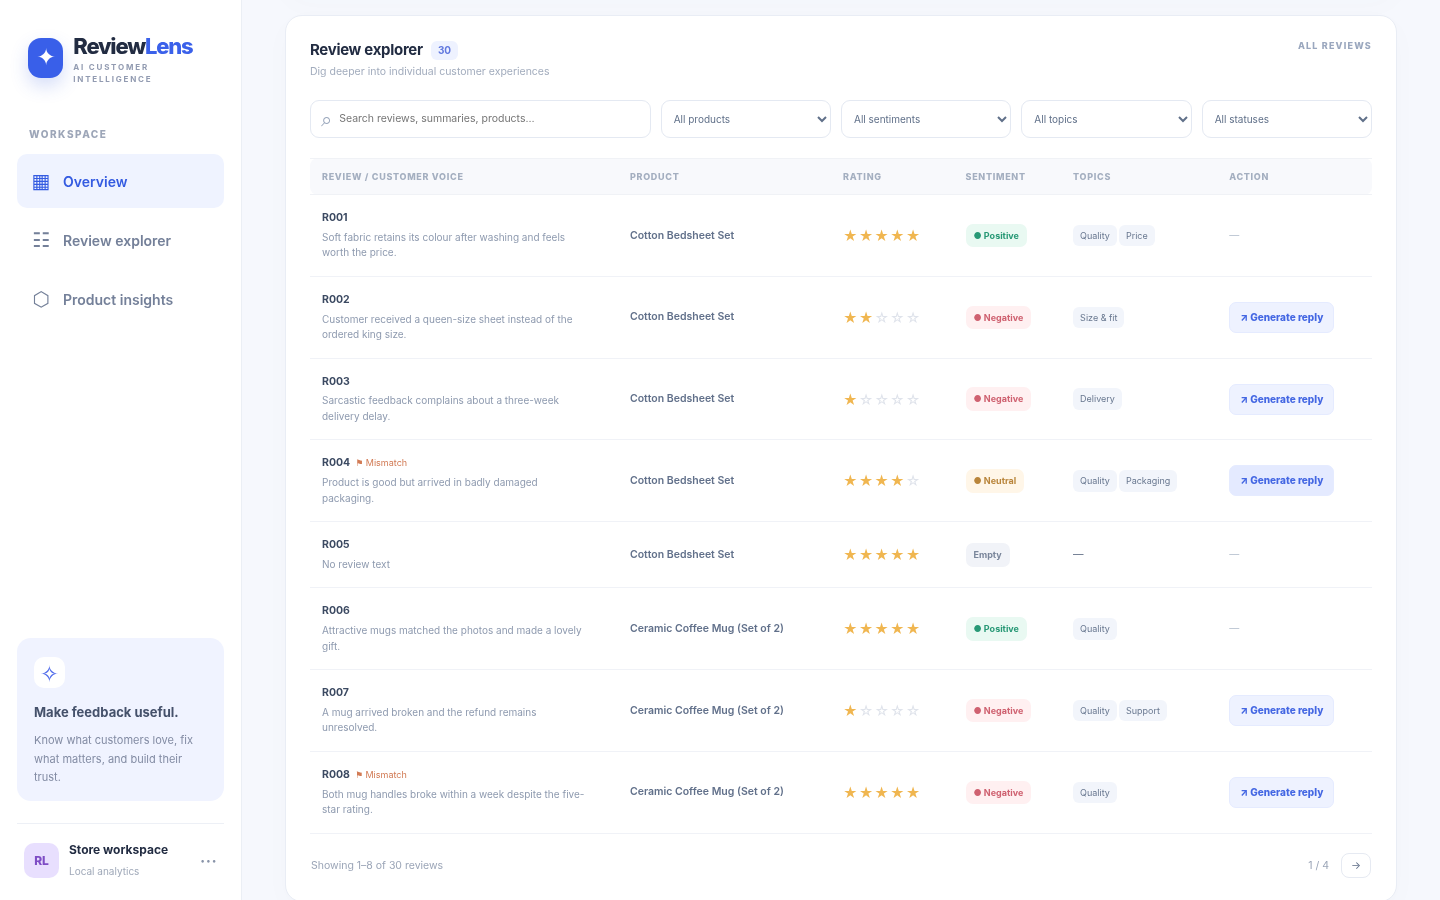 ReviewLens
AI CUSTOMER
INTELLIGENCE
WORKSPACE
Overview
Review explorer
Product insights
Make feedback useful.
Know what customers love, fix
what matters, and build their
trust.
RL
Store workspace
Local analytics
Review explorer 30
ALL REVIEWS
Dig deeper into individual customer experiences
Search reviews, summaries, products...
All products
All sentiments
All topics
All statuses
REVIEW / CUSTOMER VOICE PRODUCT RATING SENTIMENT TOPICS ACTION
R001
Soft fabric retains its colour after washing and feels
worth the price.
Cotton Bedsheet Set
Positive
Quality Price
—
R002
Customer received a queen-size sheet instead of the
ordered king size.
Cotton Bedsheet Set
Negative
Size & fit
Generate reply
R003
Sarcastic feedback complains about a three-week
delivery delay.
Cotton Bedsheet Set
Negative
Delivery
Generate reply
R004 Mismatch
Product is good but arrived in badly damaged
packaging.
Cotton Bedsheet Set
Neutral
Quality Packaging
Generate reply
R005
No review text
Cotton Bedsheet Set
Empty
—
—
R006
Attractive mugs matched the photos and made a lovely
gift.
Ceramic Coffee Mug (Set of 2)
Positive
Quality
—
R007
A mug arrived broken and the refund remains
unresolved.
Ceramic Coffee Mug (Set of 2)
Negative
Quality Support
Generate reply
R008 Mismatch
Both mug handles broke within a week despite the five-
star rating.
Ceramic Coffee Mug (Set of 2)
Negative
Quality
Generate reply
Showing 1–8 of 30 reviews
1 / 4